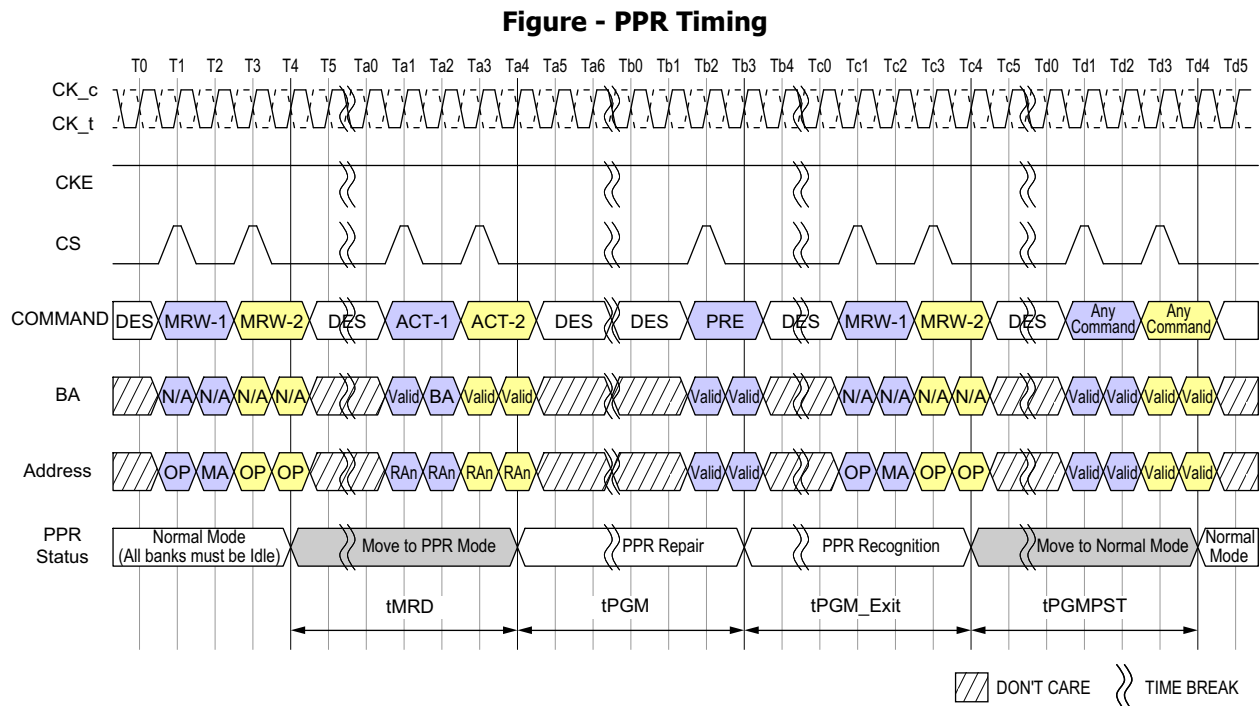 Figure - PPR Timing
T0 T1 T2 T3 T4 T5 Ta0 Ta1 Ta2 Ta3 Ta4 Ta5 Ta6 Tb0 Tb1 Tb2 Tb3 Tb4 Tc0 Tc1 Tc2 Tc3 Tc4 Tc5 Td0 Td1 Td2 Td3 Td4 Td5
CK_c
CK_t
CKE
CS
COMMAND DES MRW-1 MRW-2 DES ACT-1 ACT-2 DES DES PRE DES MRW-1 MRW-2 DES Any Command Any Command
BA N/A N/A N/A N/A Valid BA Valid Valid Valid Valid N/A N/A N/A N/A Valid Valid Valid Valid
Address OP MA OP OP RAn RAn RAn RAn Valid Valid OP MA OP OP Valid Valid Valid Valid
PPR Status
Normal Mode
(All banks must be Idle)
Move to PPR Mode
PPR Repair
PPR Recognition
Move to Normal Mode
Normal Mode
tMRD tPGM tPGM_Exit tPGMPST
DON'T CARE TIME BREAK